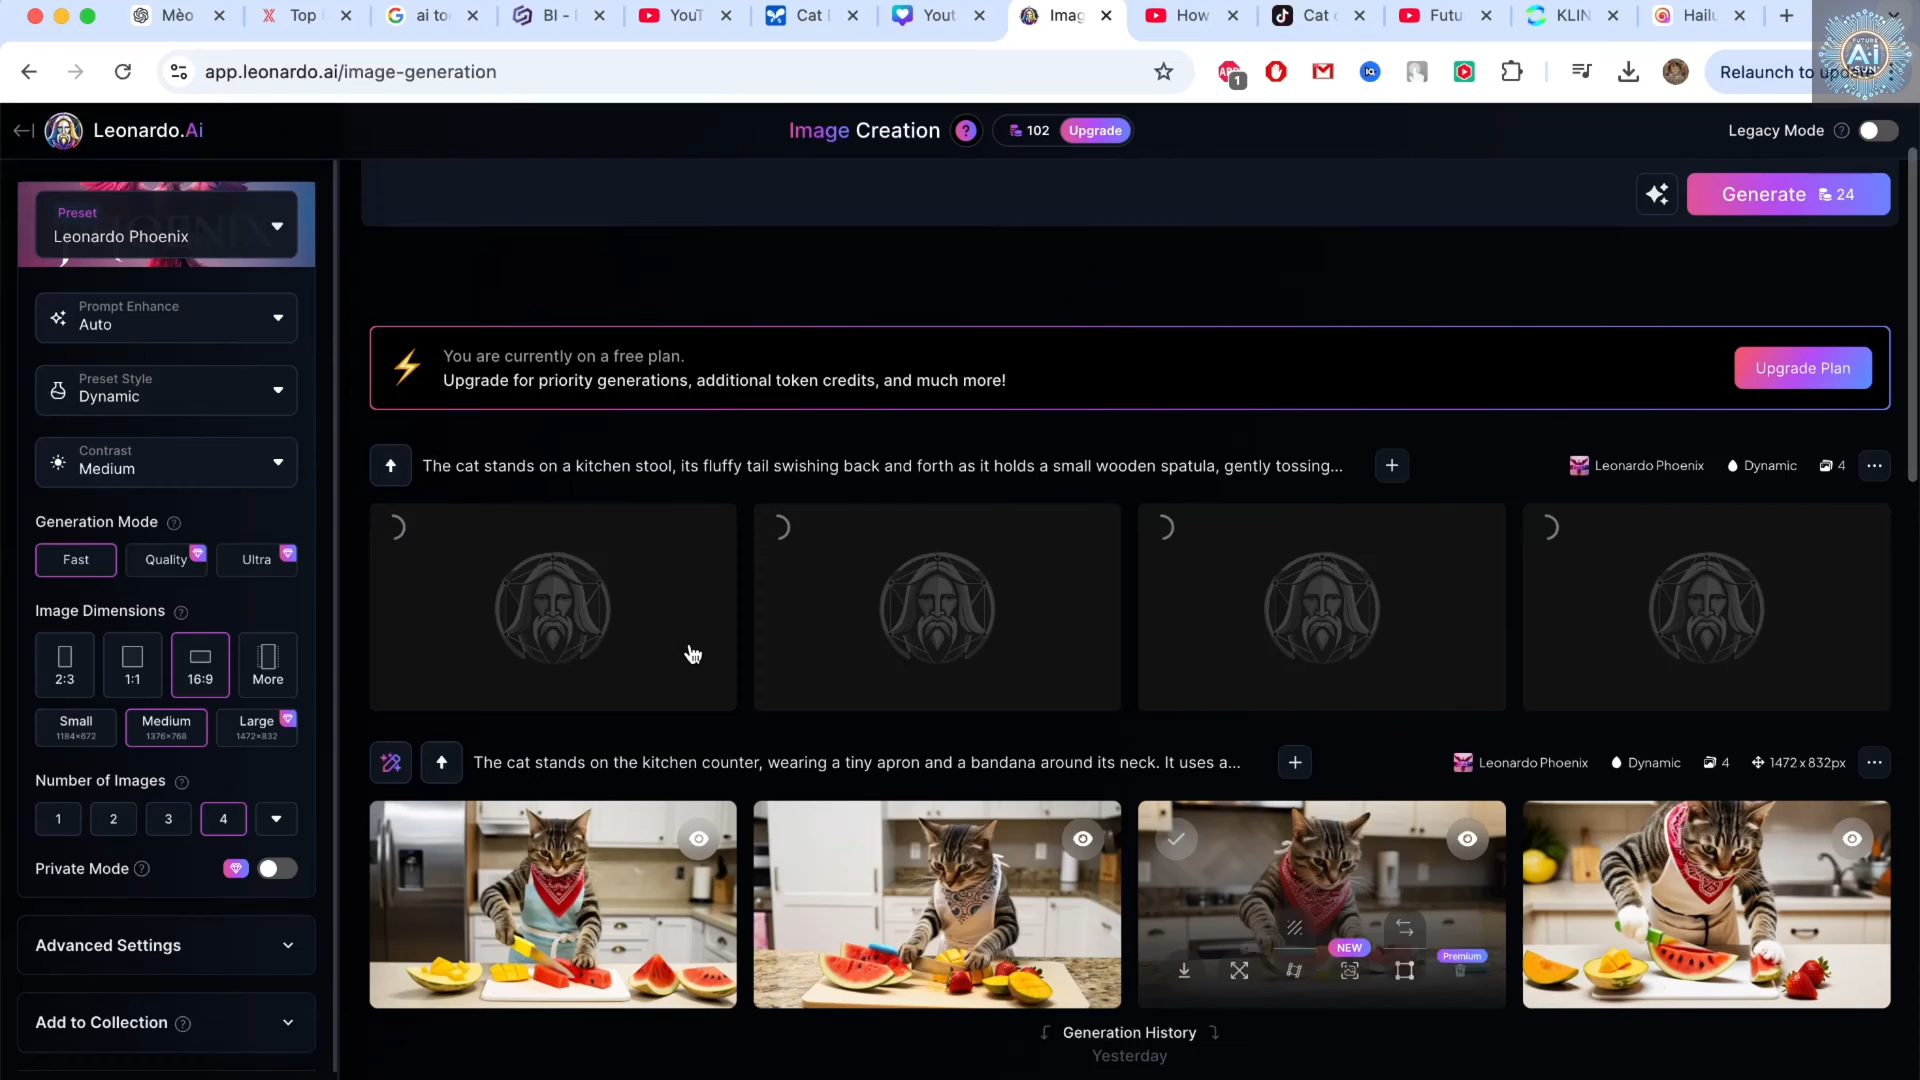 Mèo
Top
ai to
BI -
YouT
Cat
Yout
Imag
How
Cat
Futu
KLIN
Hailu
app.leonardo.ai/image-generation
1
Relaunch to update
FUTURE
Ai
SUN
Leonardo.Ai
Image Creation
?
102
Upgrade
Legacy Mode
Preset
Leonardo Phoenix
Generate 24
Prompt Enhance
Auto
You are currently on a free plan.
Upgrade for priority generations, additional token credits, and much more!
Upgrade Plan
Preset Style
Dynamic
Contrast
Medium
The cat stands on a kitchen stool, its fluffy tail swishing back and forth as it holds a small wooden spatula, gently tossing...
Leonardo Phoenix
Dynamic
4
Generation Mode
Fast
Quality
Ultra
Image Dimensions
2:3
1:1
16:9
More
Small
1184×672
Medium
1376×768
Large
1472×832
The cat stands on the kitchen counter, wearing a tiny apron and a bandana around its neck. It uses a...
Leonardo Phoenix
Dynamic
4
1472 x 832px
Number of Images
1
2
3
4
Private Mode
NEW
Premium
Advanced Settings
Add to Collection
Generation History
Yesterday